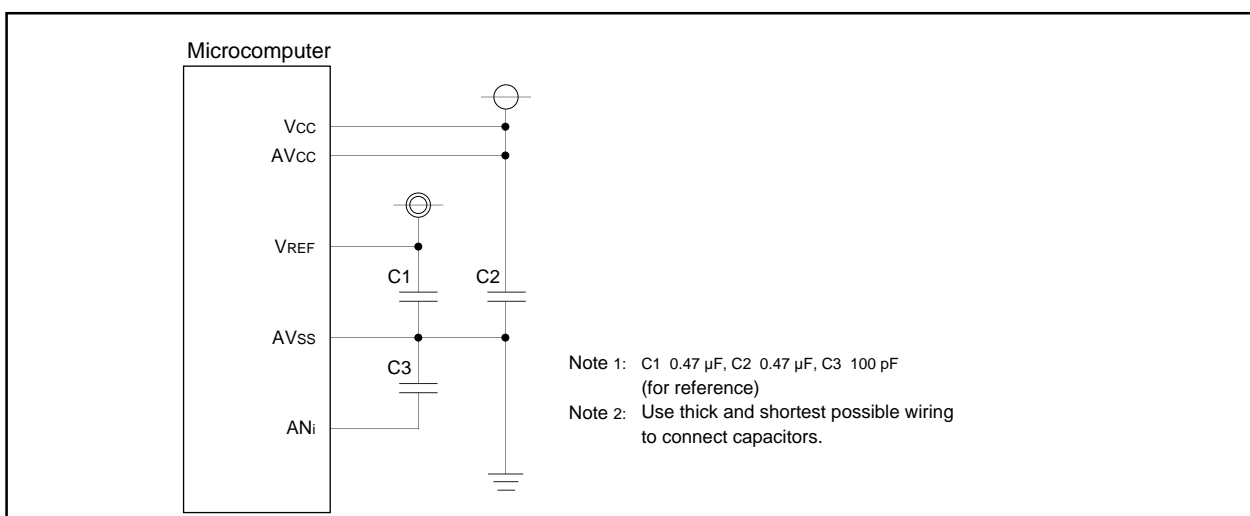 Microcomputer
VCC
AVCC
VREF
C1
C2
AVSS
C3
ANi
Note 1: C1 0.47 µF, C2 0.47 µF, C3 100 pF
(for reference)
Note 2: Use thick and shortest possible wiring
to connect capacitors.